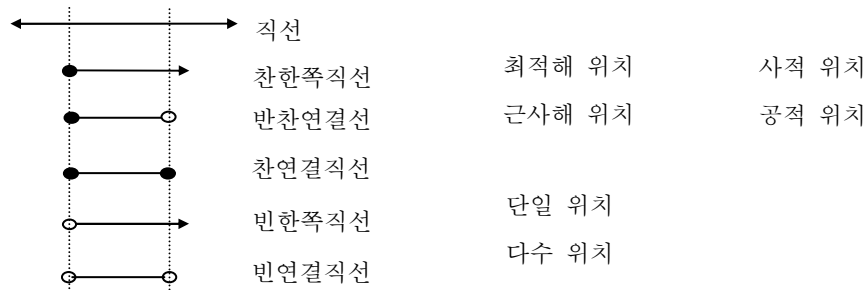 직선
찬한쪽직선 최적해 위치 사적 위치
반찬연결선 근사해 위치 공적 위치
찬연결직선
빈한쪽직선 단일 위치
빈연결직선 다수 위치